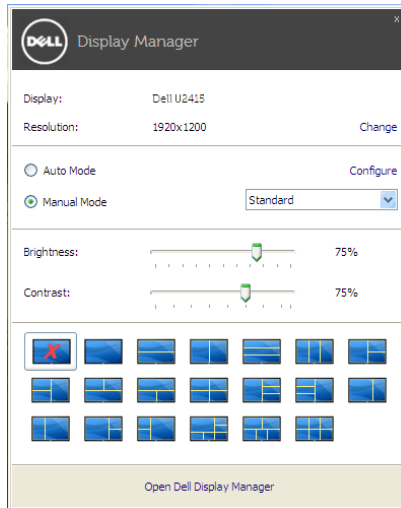 x
DELL Display Manager
Display: Dell U2415
Resolution: 1920x1200 Change
Auto Mode Configure
Manual Mode Standard
Brightness: 75%
Contrast: 75%
Open Dell Display Manager